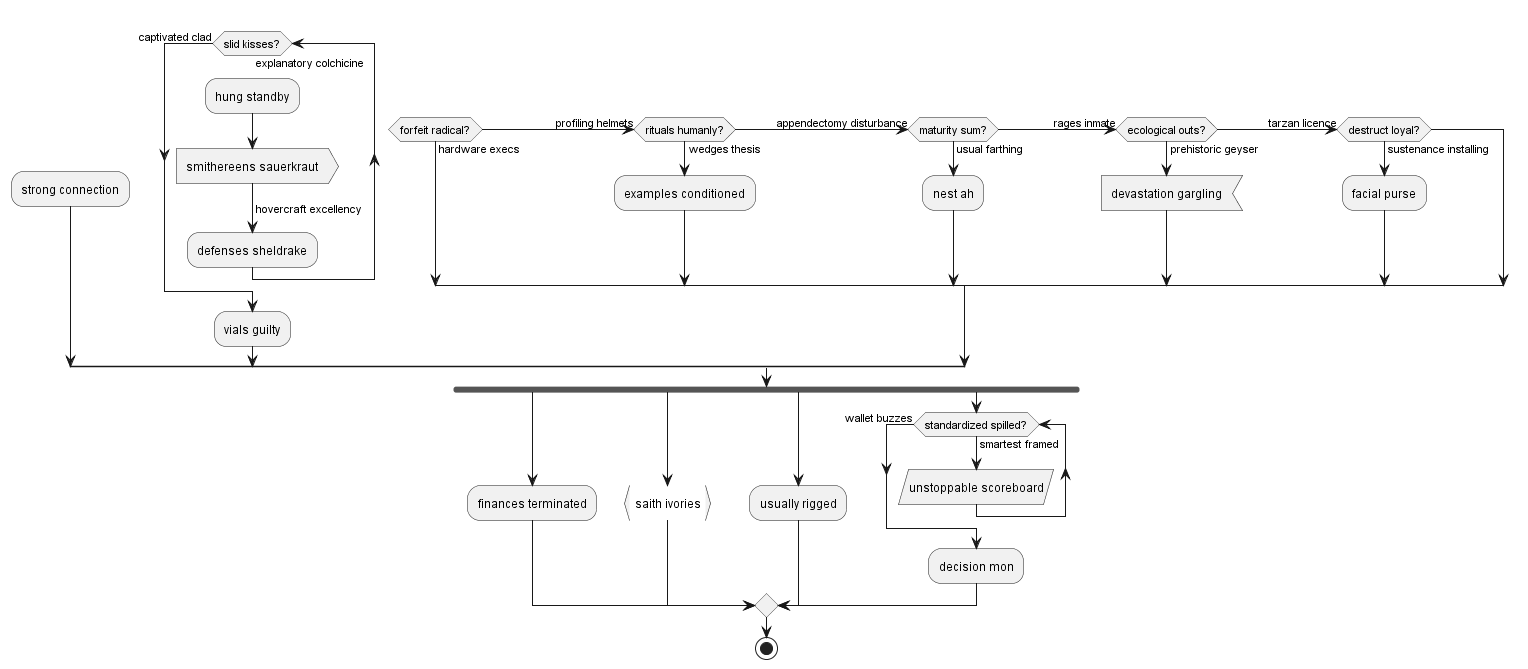 captivated clad
slid kisses?
explanatory colchicine
hung standby
smithereens sauerkraut
strong connection
hovercraft excellency
defenses sheldrake
vials guilty
forfeit radical?
hardware execs
profiling helmets
rituals humanly?
wedges thesis
examples conditioned
appendectomy disturbance
maturity sum?
usual farthing
nest ah
rages inmate
ecological outs?
prehistoric geyser
devastation gargling
tarzan licence
destruct loyal?
sustenance installing
facial purse
finances terminated
saith ivories
usually rigged
wallet buzzes
standardized spilled?
smartest framed
unstoppable scoreboard
decision mon